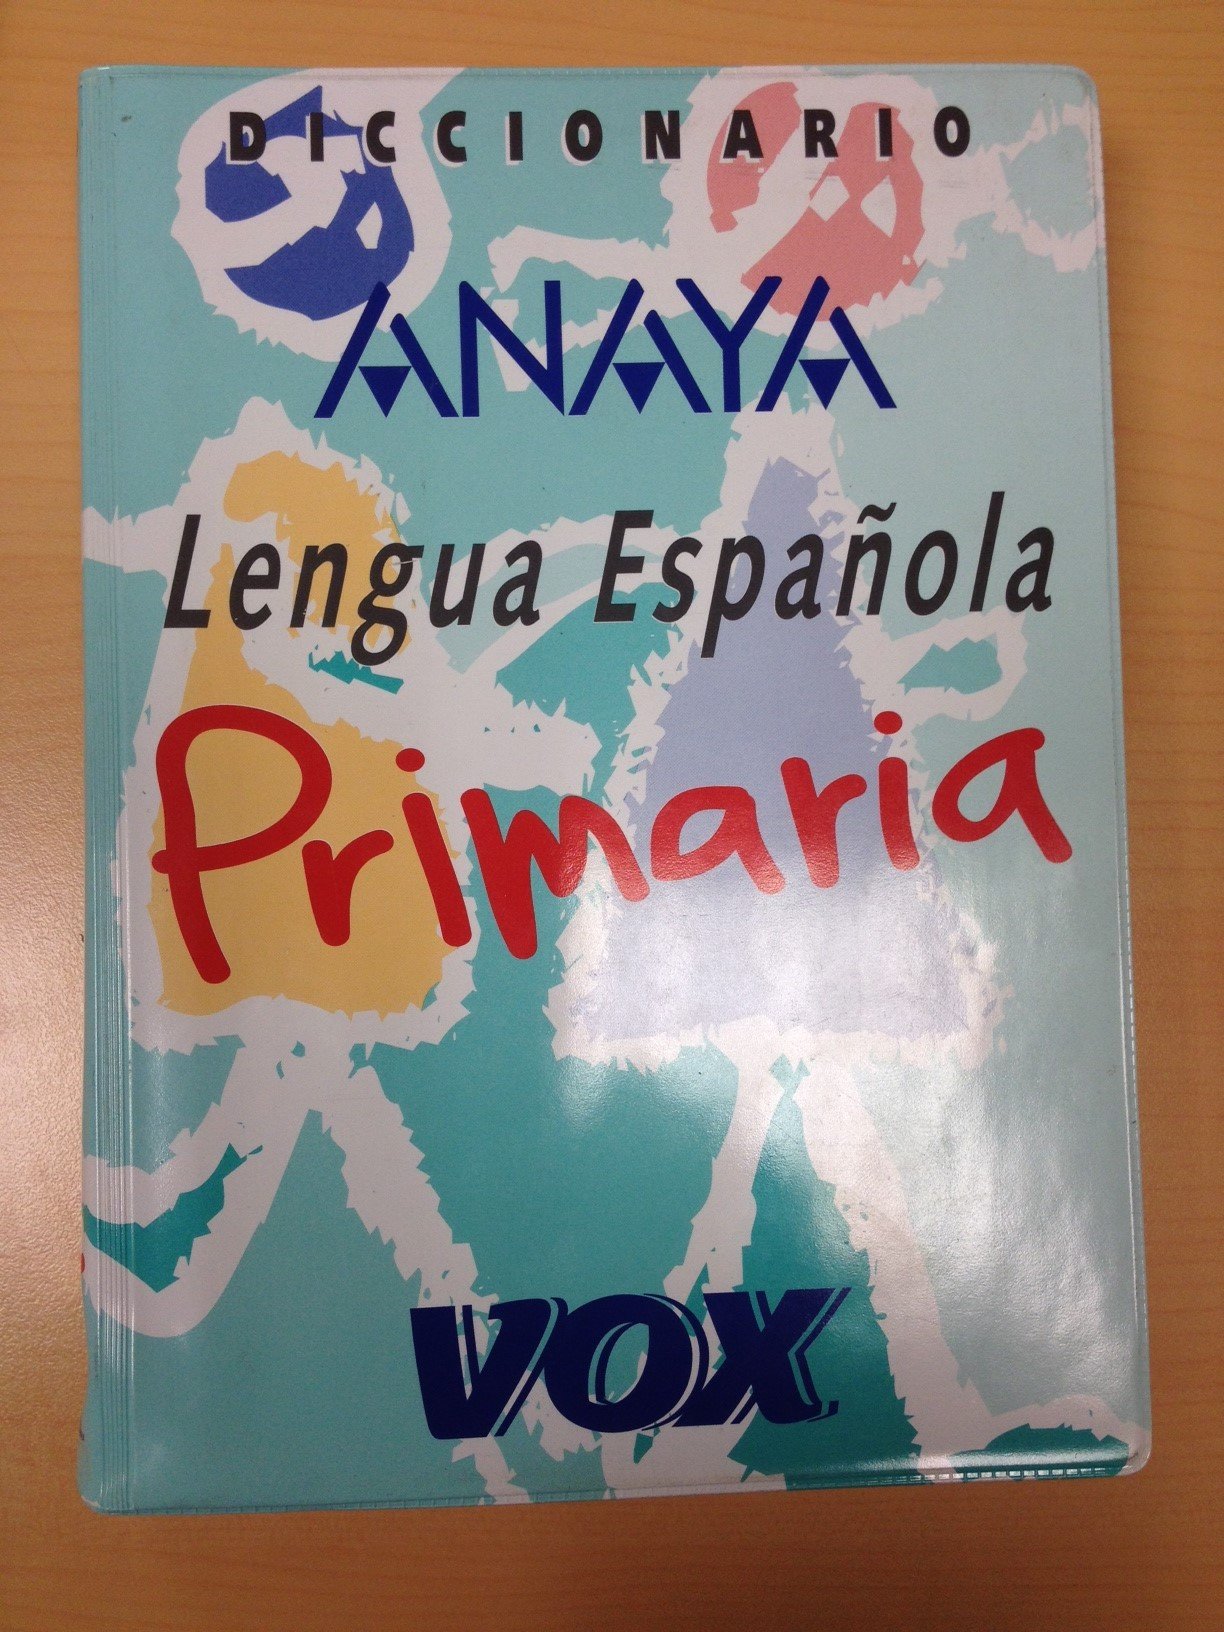 DICCIONARIO
ANAYA
Lengua Española
Primaria
VOX